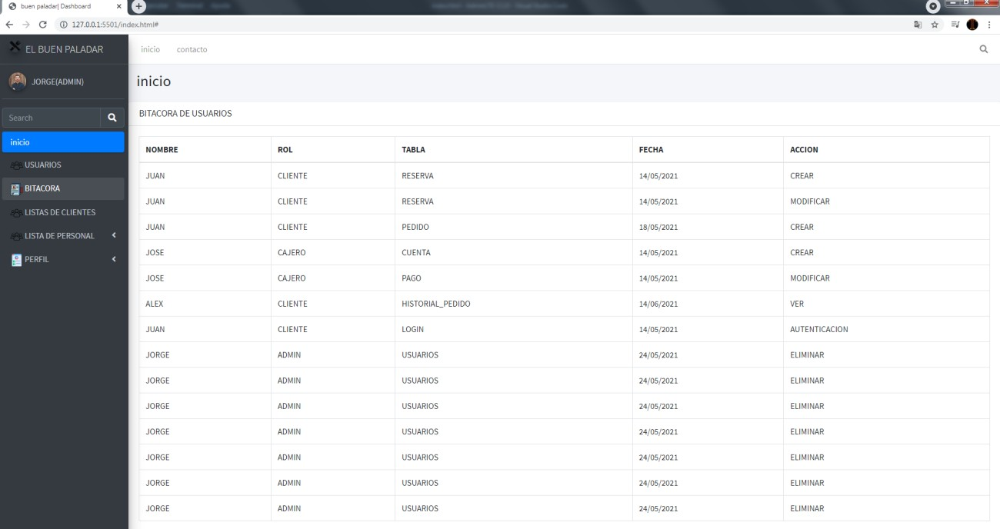 buen paladar| Dashboard
127.0.0.1:5501/index.html#
EL BUEN PALADAR
inicio contacto
JORGE(ADMIN)
inicio
Search
BITACORA DE USUARIOS
inicio
USUARIOS
BITACORA
LISTAS DE CLIENTES
LISTA DE PERSONAL
PERFIL
NOMBRE ROL TABLA FECHA ACCION
JUAN CLIENTE RESERVA 14/05/2021 CREAR
JUAN CLIENTE RESERVA 14/05/2021 MODIFICAR
JUAN CLIENTE PEDIDO 18/05/2021 CREAR
JOSE CAJERO CUENTA 14/05/2021 CREAR
JOSE CAJERO PAGO 14/05/2021 MODIFICAR
ALEX CLIENTE HISTORIAL_PEDIDO 14/06/2021 VER
JUAN CLIENTE LOGIN 14/05/2021 AUTENTICACION
JORGE ADMIN USUARIOS 24/05/2021 ELIMINAR
JORGE ADMIN USUARIOS 24/05/2021 ELIMINAR
JORGE ADMIN USUARIOS 24/05/2021 ELIMINAR
JORGE ADMIN USUARIOS 24/05/2021 ELIMINAR
JORGE ADMIN USUARIOS 24/05/2021 ELIMINAR
JORGE ADMIN USUARIOS 24/05/2021 ELIMINAR
JORGE ADMIN USUARIOS 24/05/2021 ELIMINAR